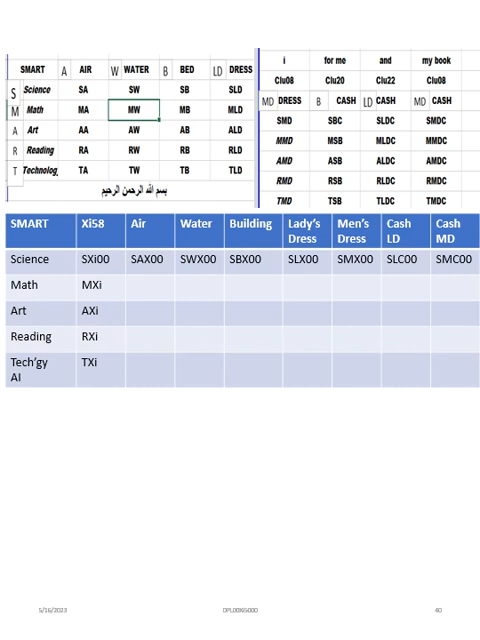 SMART A AIR W WATER B BED LD DRESS
S Science SA SW SB SLD
M Math MA MW MB MLD
A Art AA AW AB ALD
R Reading RA RW RB RLD
T Technolog TA TW TB TLD
بسم الله الرحمن الرحيم
i for me and my book
Clu08 Clu20 Clu22 Clu08
MD DRESS B CASH LD CASH MD CASH
SMD SBC SLDC SMDC
MMD MSB MLDC MMDC
AMD ASB ALDC AMDC
RMD RSB RLDC RMDC
TMD TSB TLDC TMDC
SMART Xi58 Air Water Building Lady's Dress Men's Dress Cash LD Cash MD
Science SXi00 SAX00 SWX00 SBX00 SLX00 SMX00 SLC00 SMC00
Math MXi
Art AXi
Reading RXi
Tech'gy AI TXi
5/16/2023 DPL00XG00D 40